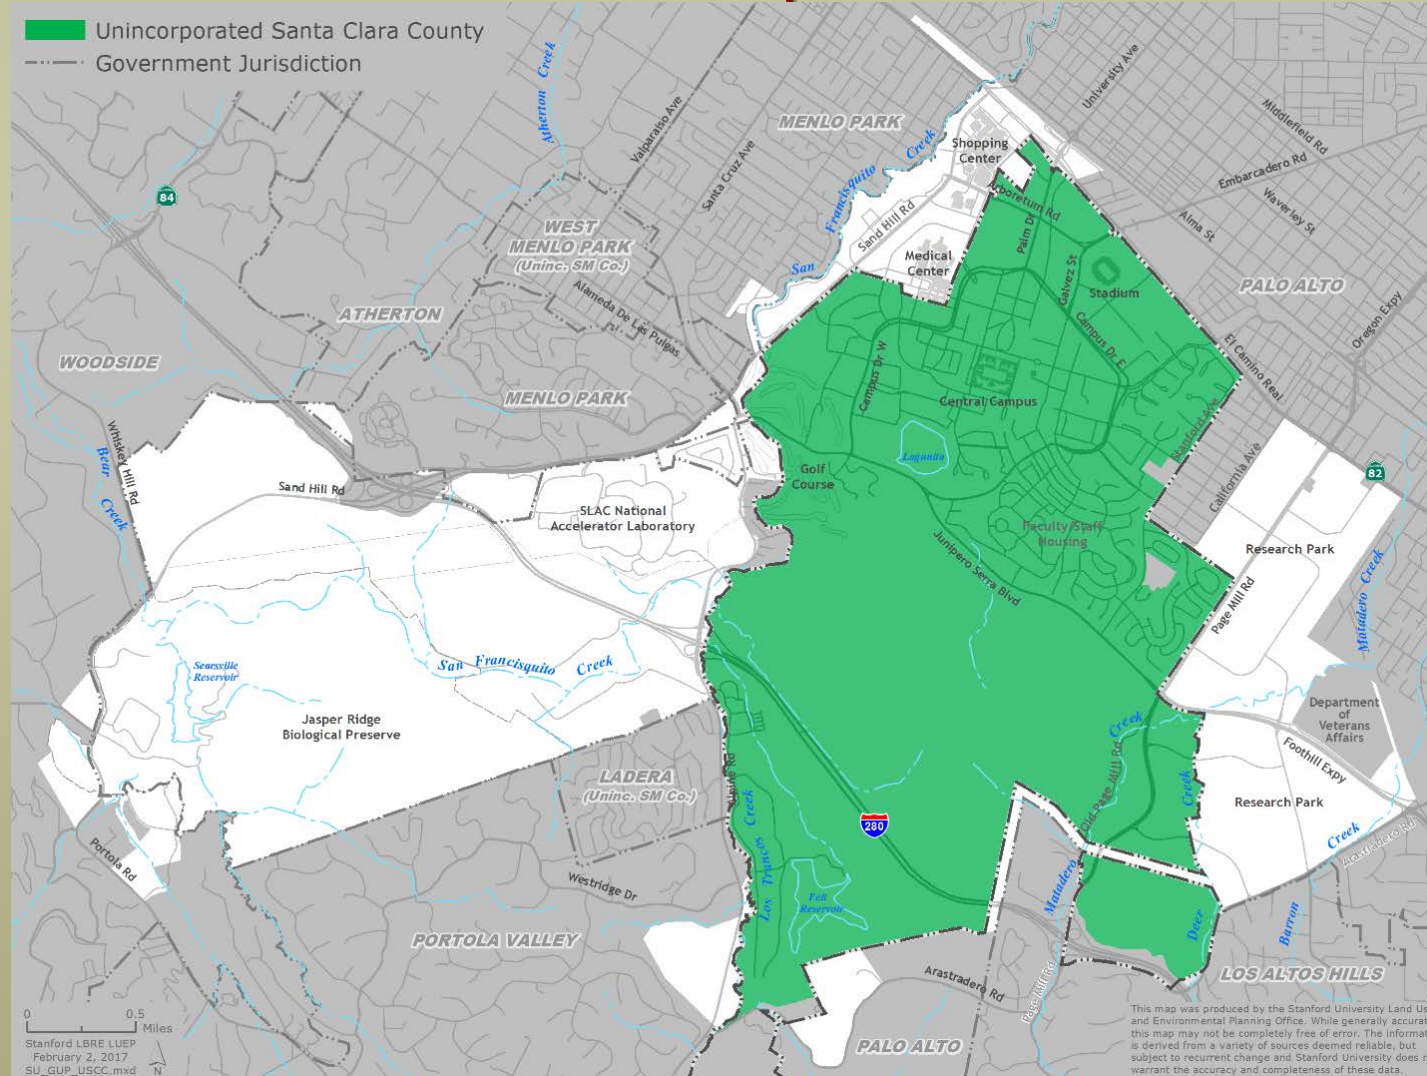 Unincorporated Santa Clara County
Government Jurisdiction
Atherton
Creek
Valparaiso Ave
Santa Cruz Ave
MENLO PARK
San
Francisquito
Creek
Shopping
Center
University Ave
Middlefield Rd
Embarcadero Rd
Waverley St
Alma St
84
WEST
MENLO PARK
(Uninc. SM Co.)
Sand Hill Rd
Arboretum Rd
Palm Dr
Medical
Center
Galvez St
Stadium
PALO ALTO
Oregon Expy
ATHERTON
Alameda De Las Pulgas
Campus Dr E
El Camino Real
WOODSIDE
MENLO PARK
Campus Dr W
Central Campus
Stanford Ave
Whiskey Hill Rd
Bear
Creek
Sand Hill Rd
SLAC National
Accelerator Laboratory
Golf
Course
Lagunita
California Ave
82
Faculty Staff
Housing
Junipero Serra Blvd
Research Park
Page Mill Rd
Matadero Creek
San Francisquito Creek
Searsville
Reservoir
Jasper Ridge
Biological Preserve
Department
of
Veterans
Affairs
Foothill Expy
Creek
Old Page Mill Rd
Creek
LADERA
(Uninc. SM Co.)
Los Trancos Creek
280
Research Park
Creek
Arastradero Rd
Portola Rd
Westridge Dr
Felt
Reservoir
Matadero
Deer
Barron
PORTOLA VALLEY
Arastradero Rd
Page Mill Rd
LOS ALTOS HILLS
PALO ALTO
0 0.5
Miles
Stanford LBRE LUEP
February 2, 2017
SU_GUP_USCC.mxd
N
This map was produced by the Stanford University Land Us
and Environmental Planning Office. While generally accurat
this map may not be completely free of error. The informat
is derived from a variety of sources deemed reliable, but
subject to recurrent change and Stanford University does n
warrant the accuracy and completeness of these data.